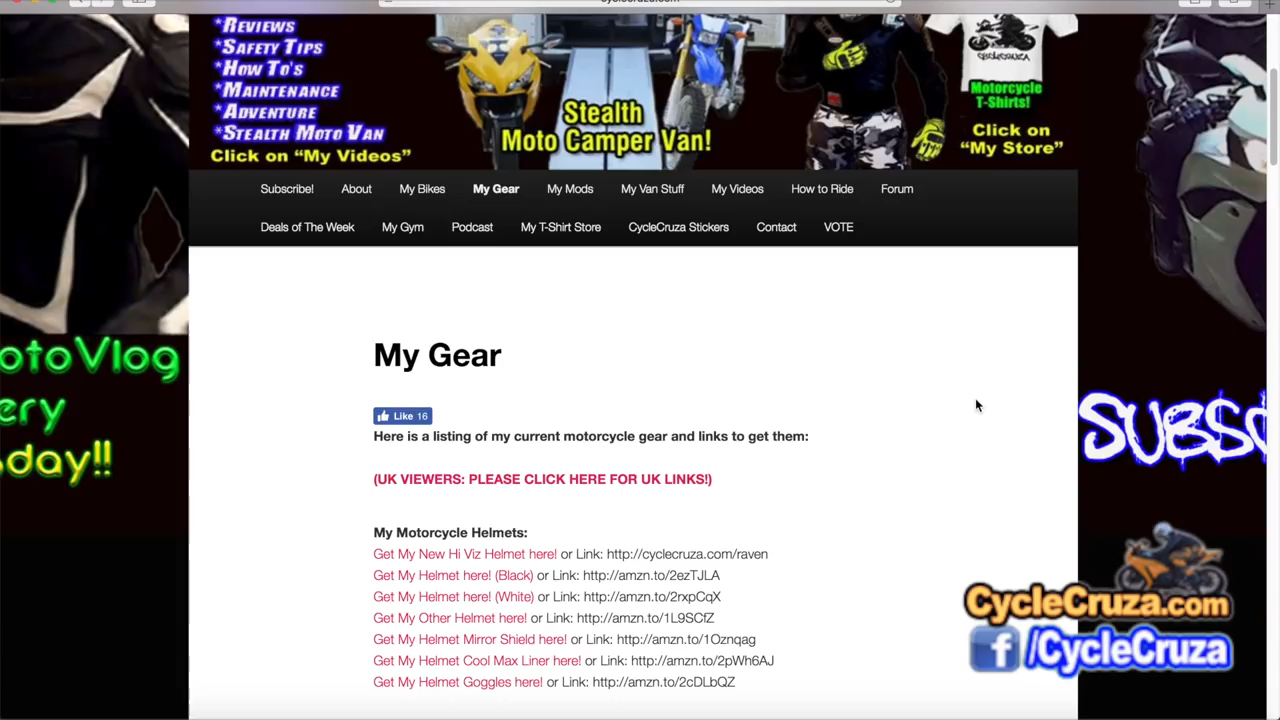 *Reviews
*Safety Tips
*How To's
*Maintenance
*Adventure
*Stealth Moto Van
Click on "My Videos"
Stealth
Moto Camper Van!
Motorcycle
T-Shirts!
Click on
"My Store"
Subscribe! About My Bikes My Gear My Mods My Van Stuff My Videos How to Ride Forum
Deals of The Week My Gym Podcast My T-Shirt Store CycleCruza Stickers Contact VOTE
My Gear
Like 16
Here is a listing of my current motorcycle gear and links to get them:
(UK VIEWERS: PLEASE CLICK HERE FOR UK LINKS!)
My Motorcycle Helmets:
Get My New Hi Viz Helmet here! or Link: http://cyclecruza.com/raven
Get My Helmet here! (Black) or Link: http://amzn.to/2ezTJLA
Get My Helmet here! (White) or Link: http://amzn.to/2rxpCqX
Get My Other Helmet here! or Link: http://amzn.to/1L9SCfZ
Get My Helmet Mirror Shield here! or Link: http://amzn.to/1Oznqag
Get My Helmet Cool Max Liner here! or Link: http://amzn.to/2pWh6AJ
Get My Helmet Goggles here! or Link: http://amzn.to/2cDLbQZ
otoVlog
ery
day!!
SUBSC
CycleCruza.com
f /CycleCruza